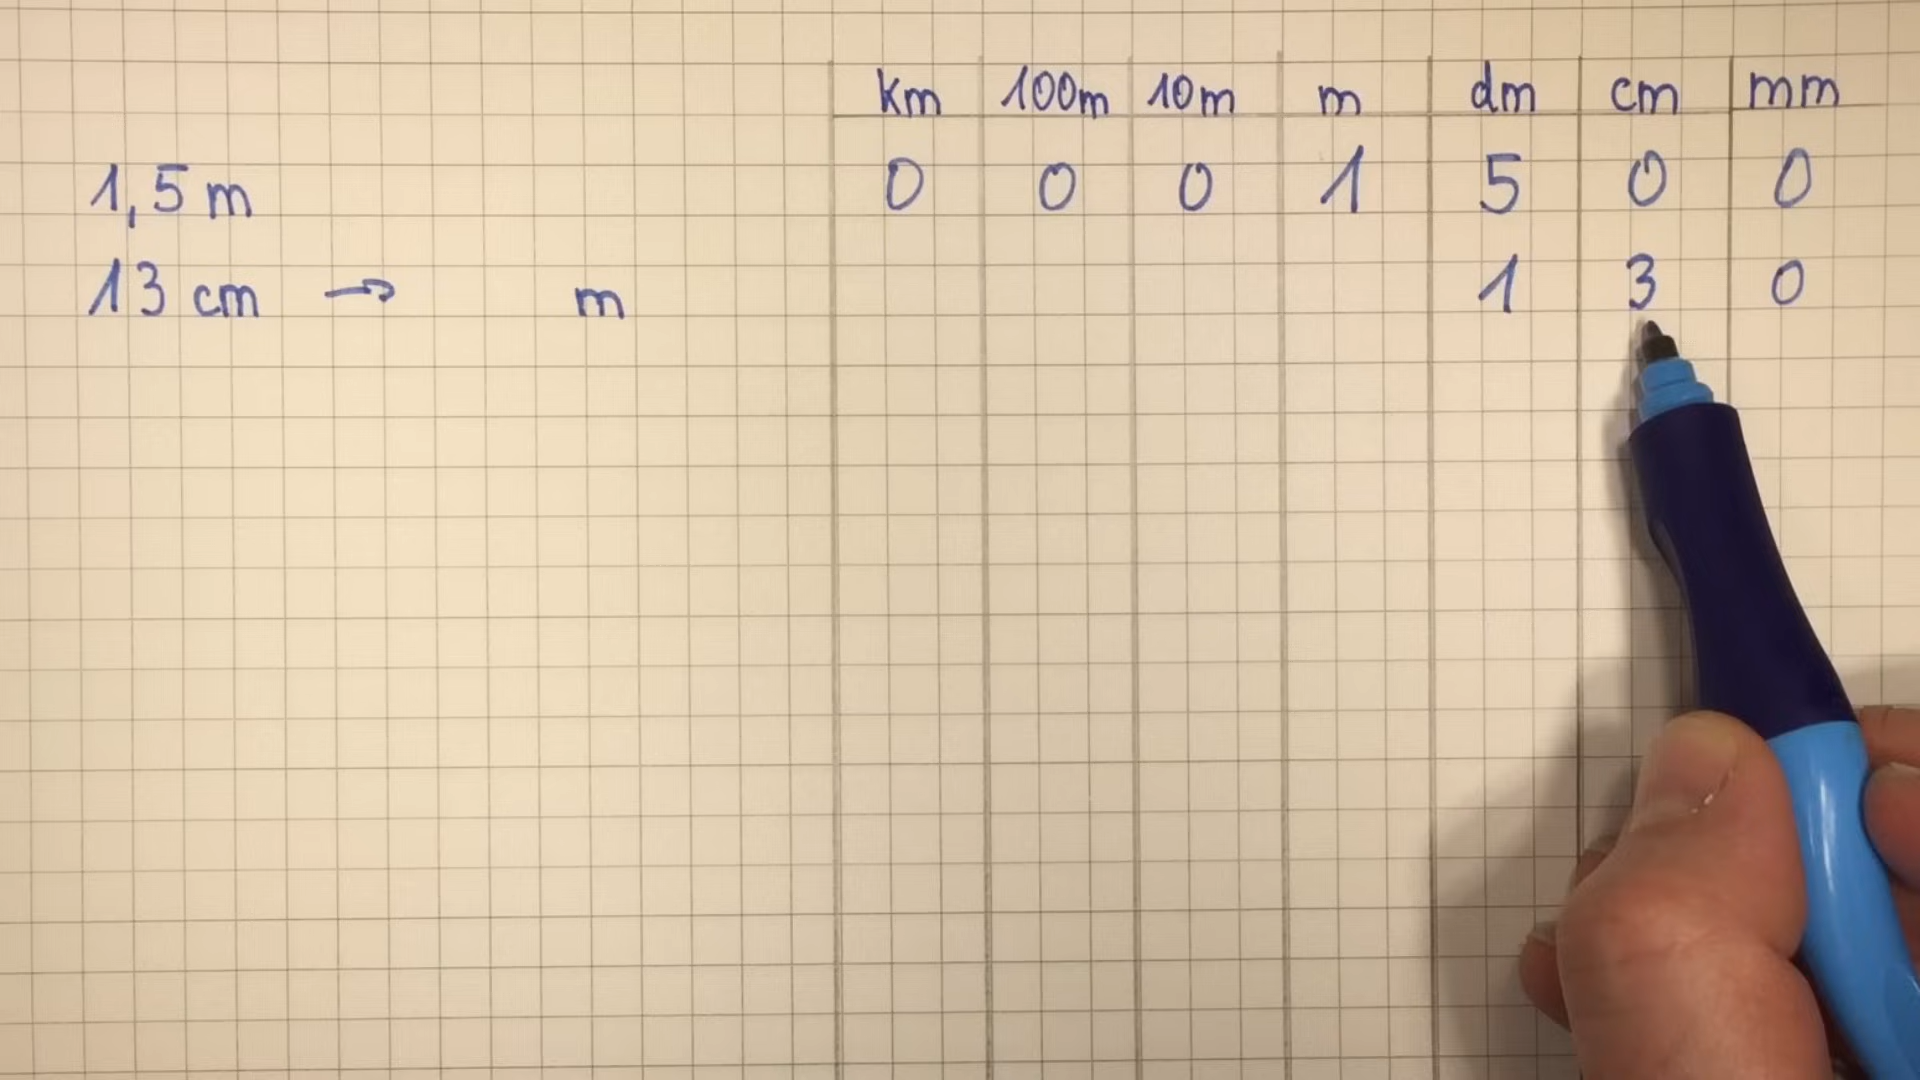 km 100m 10m m dm cm mm
1,5 m 0 0 0 1 5 0 0
13 cm → m 1 3 0